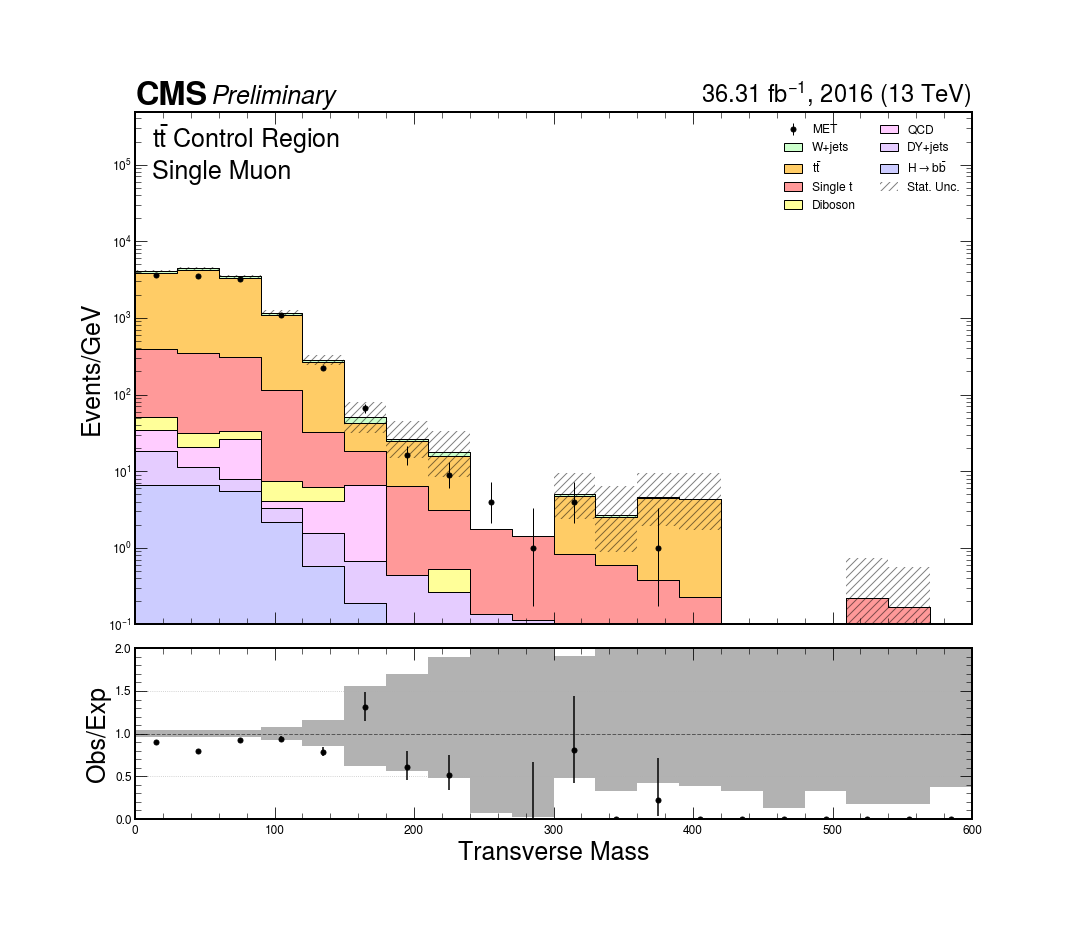 CMS Preliminary 36.31 fb⁻¹, 2016 (13 TeV)
tt̄ Control Region
Single Muon
MET
W+jets
tt̄
Single t
Diboson
QCD
DY+jets
H→bb̄
Stat. Unc.
Events/GeV
10⁵
10⁴
10³
10²
10¹
10⁰
10⁻¹
Obs/Exp
2.0
1.5
1.0
0.5
0.0
0 100 200 300 400 500 600
Transverse Mass